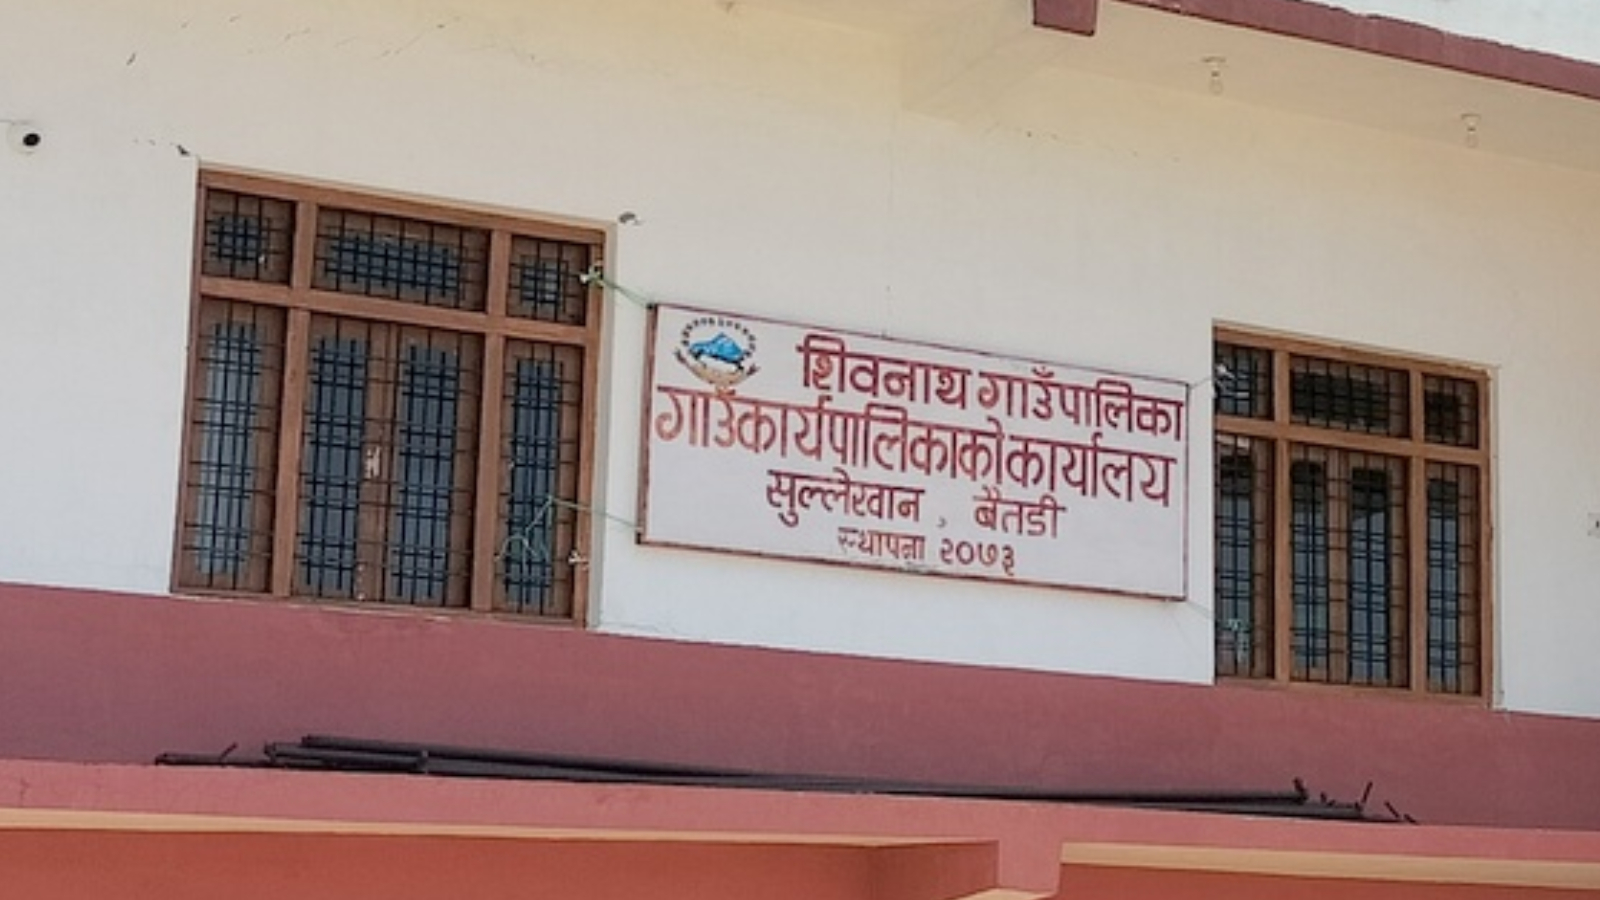 शिवनाथ गाउँपालिका
गाउँकार्यपालिकाको कार्यालय
सुल्लेखान , बैतडी
स्थापना २०७३